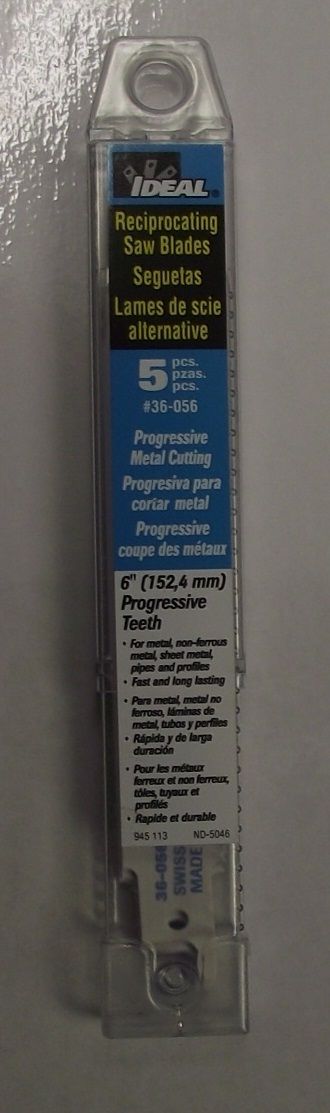 IDEAL®
Reciprocating
Saw Blades
Seguetas
Lames de scie
alternative
5 pcs.
pzas.
pcs.
#36-056
Progressive
Metal Cutting
Progresiva para
cortar metal
Progressive
coupe des métaux
6" (152,4 mm)
Progressive
Teeth
• For metal, non-ferrous
metal, sheet metal,
pipes and profiles
• Fast and long lasting
• Para metal, metal no
ferroso, láminas de
metal, tubos y perfiles
• Rápida y de larga
duración
• Pour les métaux
ferreux et non ferreux,
tôles, tuyaux et
profilés
• Rapide et durable
945 113 ND-5046
36-056
SWISS
MADE